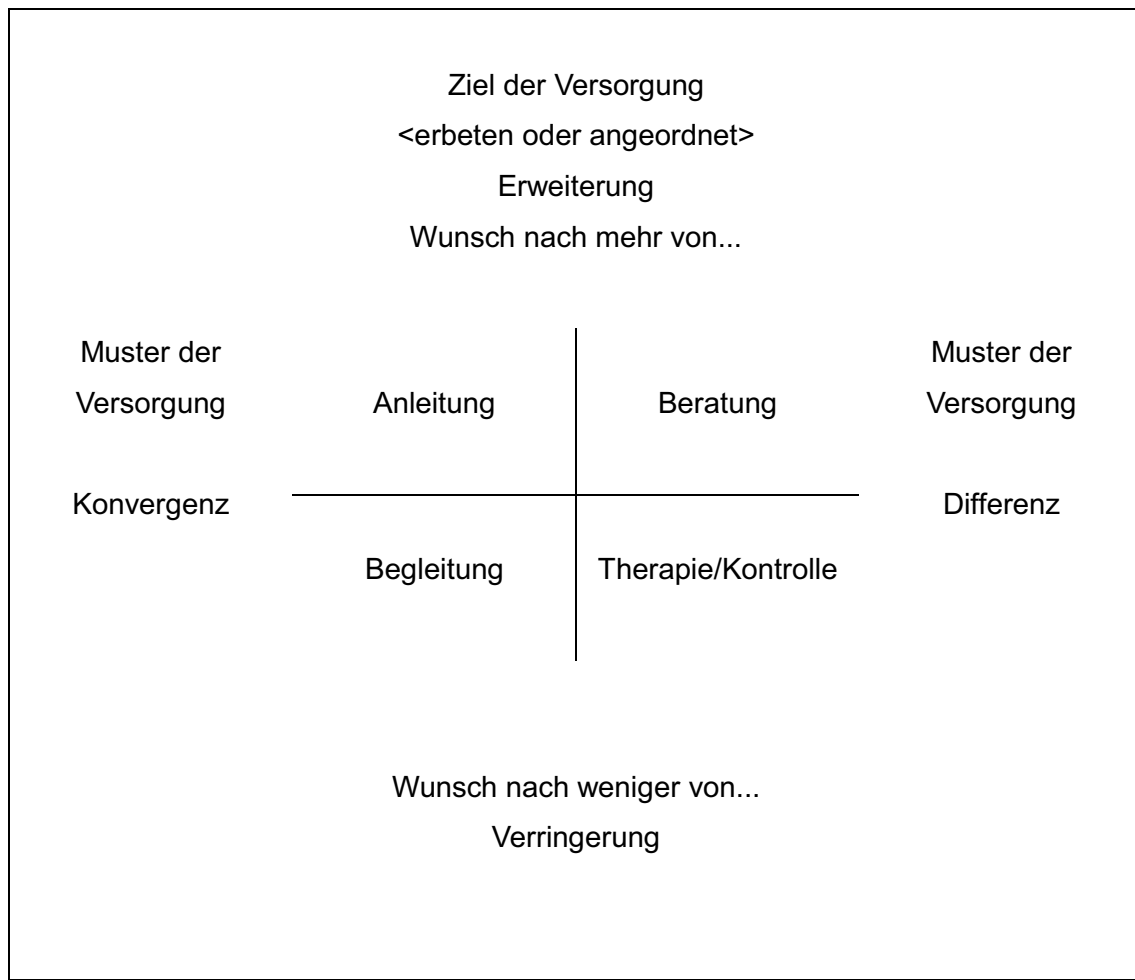 Ziel der Versorgung
<erbeten oder angeordnet>
Erweiterung
Wunsch nach mehr von...
Muster der
Versorgung
Anleitung
Beratung
Muster der
Versorgung
Konvergenz
Differenz
Begleitung
Therapie/Kontrolle
Wunsch nach weniger von...
Verringerung